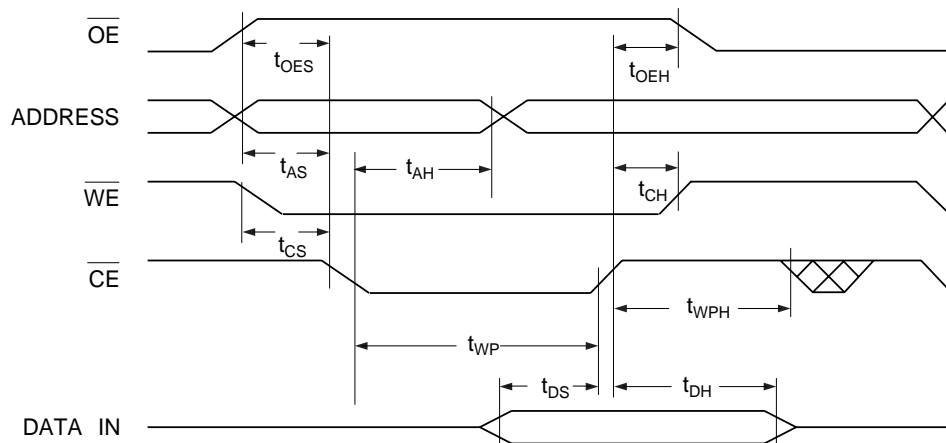 OE
tOES
tOEH
ADDRESS
tAS
tAH
tCH
WE
tCS
CE
tWPH
tWP
tDS
tDH
DATA IN